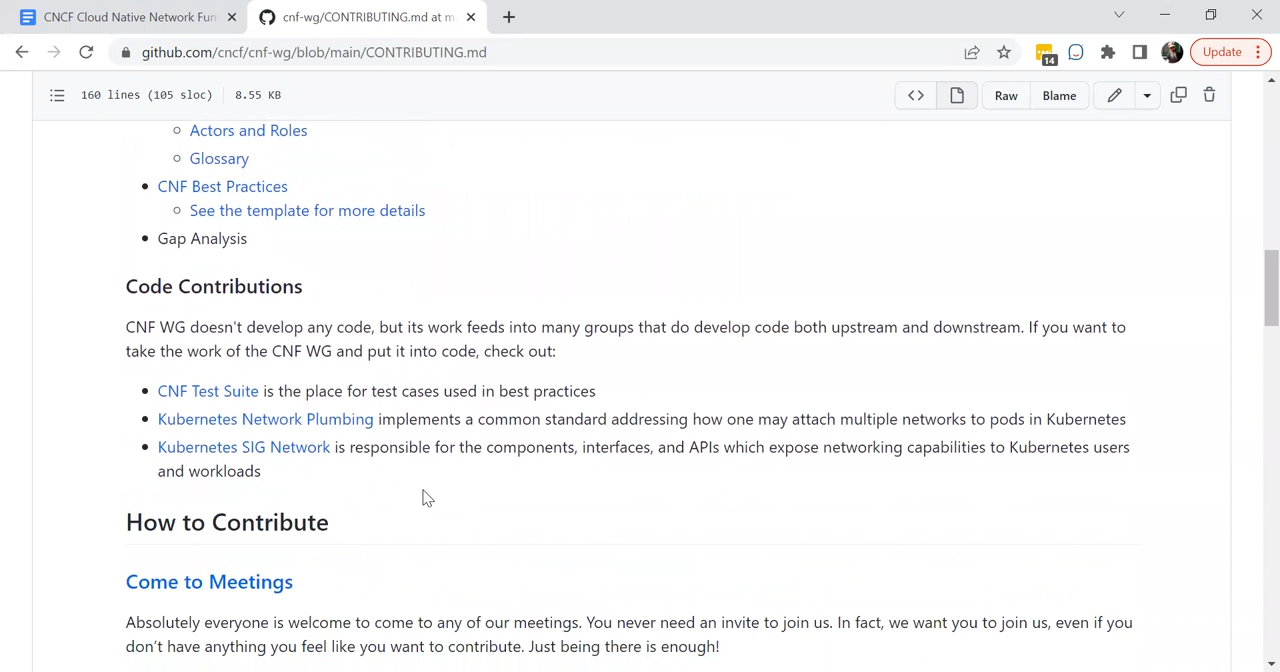 CNCF Cloud Native Network Fun
cnf-wg/CONTRIBUTING.md at m
github.com/cncf/cnf-wg/blob/main/CONTRIBUTING.md
14
Update
160 lines (105 sloc) 8.55 KB
Raw
Blame
Actors and Roles
Glossary
CNF Best Practices
See the template for more details
Gap Analysis
Code Contributions
CNF WG doesn't develop any code, but its work feeds into many groups that do develop code both upstream and downstream. If you want to
take the work of the CNF WG and put it into code, check out:
CNF Test Suite is the place for test cases used in best practices
Kubernetes Network Plumbing implements a common standard addressing how one may attach multiple networks to pods in Kubernetes
Kubernetes SIG Network is responsible for the components, interfaces, and APIs which expose networking capabilities to Kubernetes users
and workloads
How to Contribute
Come to Meetings
Absolutely everyone is welcome to come to any of our meetings. You never need an invite to join us. In fact, we want you to join us, even if you
don’t have anything you feel like you want to contribute. Just being there is enough!